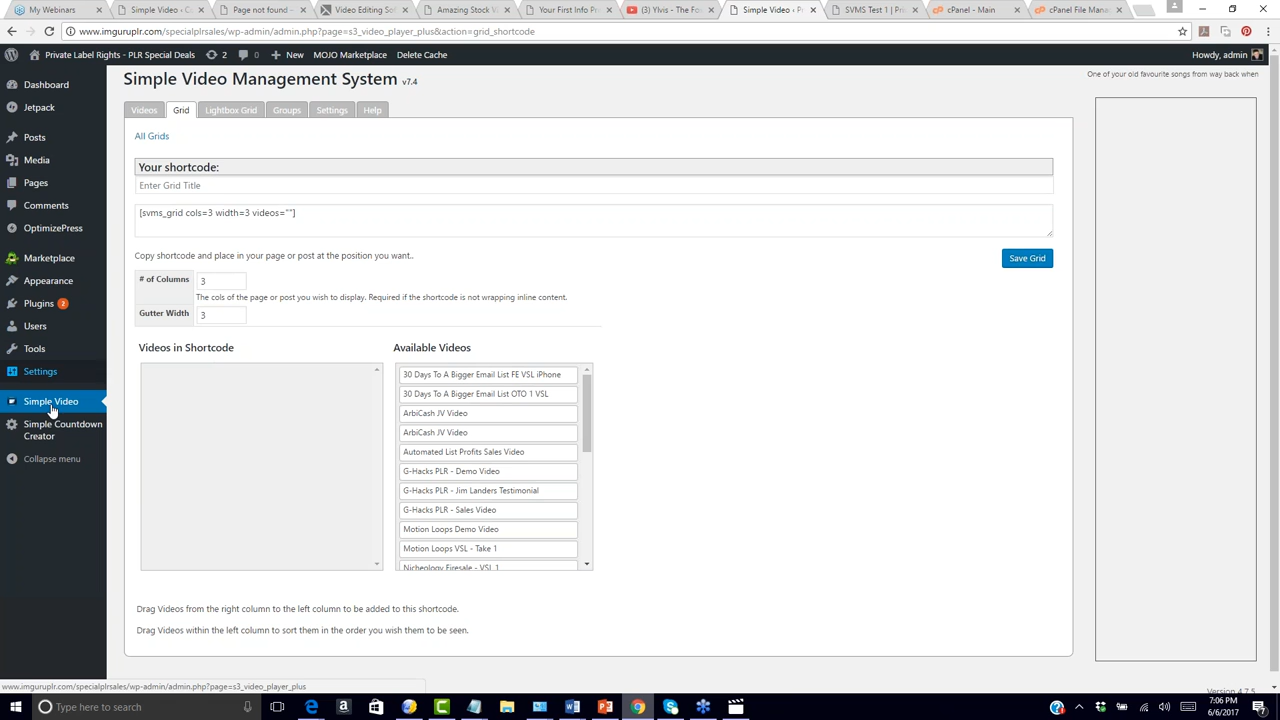 My Webinars
Simple Video ‹ Co
Page not found –
Video Editing Sof
Amazing Stock V
Your First Info Pr
(3) Ylvis - The Fox
Simple Video ‹ P
SVMS Test 1 | Pri
cPanel - Main
cPanel File Mana
www.imguruplr.com/specialplrsales/wp-admin/admin.php?page=s3_video_player_plus&action=grid_shortcode
Private Label Rights - PLR Special Deals
2
0
New
MOJO Marketplace
Delete Cache
Howdy, admin
Dashboard
Jetpack
Posts
Media
Pages
Comments
OptimizePress
Marketplace
Appearance
Plugins 2
Users
Tools
Settings
Simple Video
Simple Countdown
Creator
Collapse menu
Simple Video Management System v7.4
One of your old favourite songs from way back when
Videos
Grid
Lightbox Grid
Groups
Settings
Help
All Grids
Your shortcode:
Enter Grid Title
[svms_grid cols=3 width=3 videos=""]
Copy shortcode and place in your page or post at the position you want..
Save Grid
# of Columns
3
The cols of the page or post you wish to display. Required if the shortcode is not wrapping inline content.
Gutter Width
3
Videos in Shortcode
Available Videos
30 Days To A Bigger Email List FE VSL iPhone
30 Days To A Bigger Email List OTO 1 VSL
ArbiCash JV Video
ArbiCash JV Video
Automated List Profits Sales Video
G-Hacks PLR - Demo Video
G-Hacks PLR - Jim Landers Testimonial
G-Hacks PLR - Sales Video
Motion Loops Demo Video
Motion Loops VSL - Take 1
Nicheology Firesale - VSL 1
Drag Videos from the right column to the left column to be added to this shortcode.
Drag Videos within the left column to sort them in the order you wish them to be seen.
www.imguruplr.com/specialplrsales/wp-admin/admin.php?page=s3_video_player_plus
Version 4.7.5
Type here to search
7:06 PM
6/6/2017